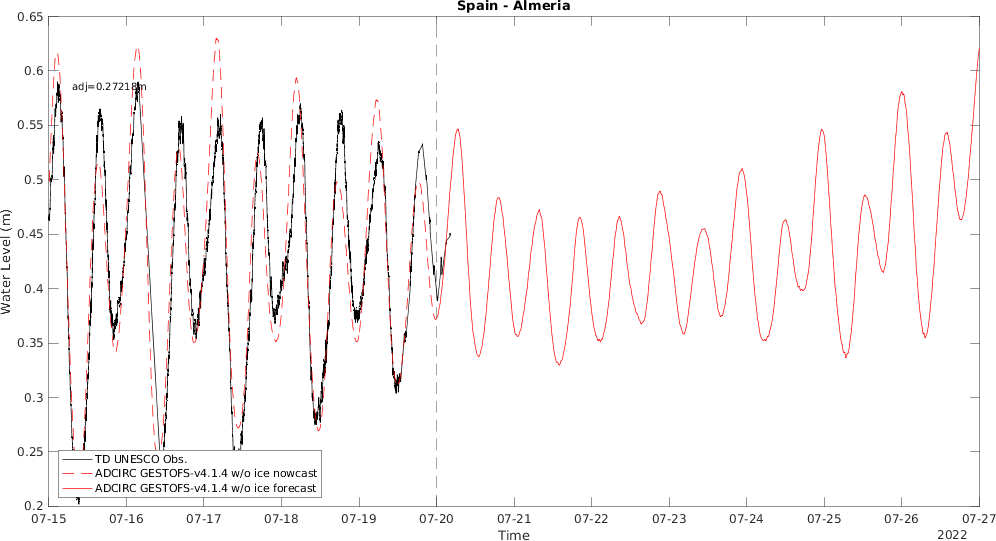 Spain - Almeria
0.65
0.6
adj=0.27218m
0.55
0.5
0.45
0.4
0.35
0.3
0.25
0.2
Water Level (m)
TD UNESCO Obs.
ADCIRC GESTOFS-v4.1.4 w/o ice nowcast
ADCIRC GESTOFS-v4.1.4 w/o ice forecast
07-15 07-16 07-17 07-18 07-19 07-20 07-21 07-22 07-23 07-24 07-25 07-26 07-27
Time
2022